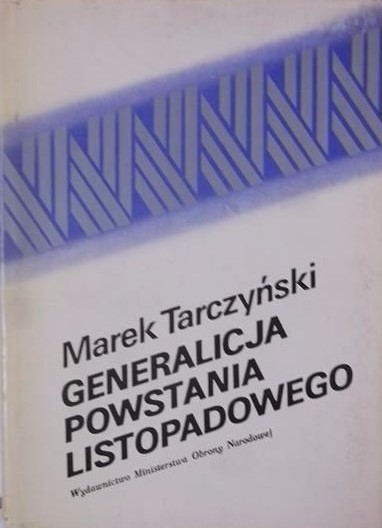 Marek Tarczyński
GENERALICJA
POWSTANIA
LISTOPADOWEGO
Wydawnictwo Ministerstwa Obrony Narodowej